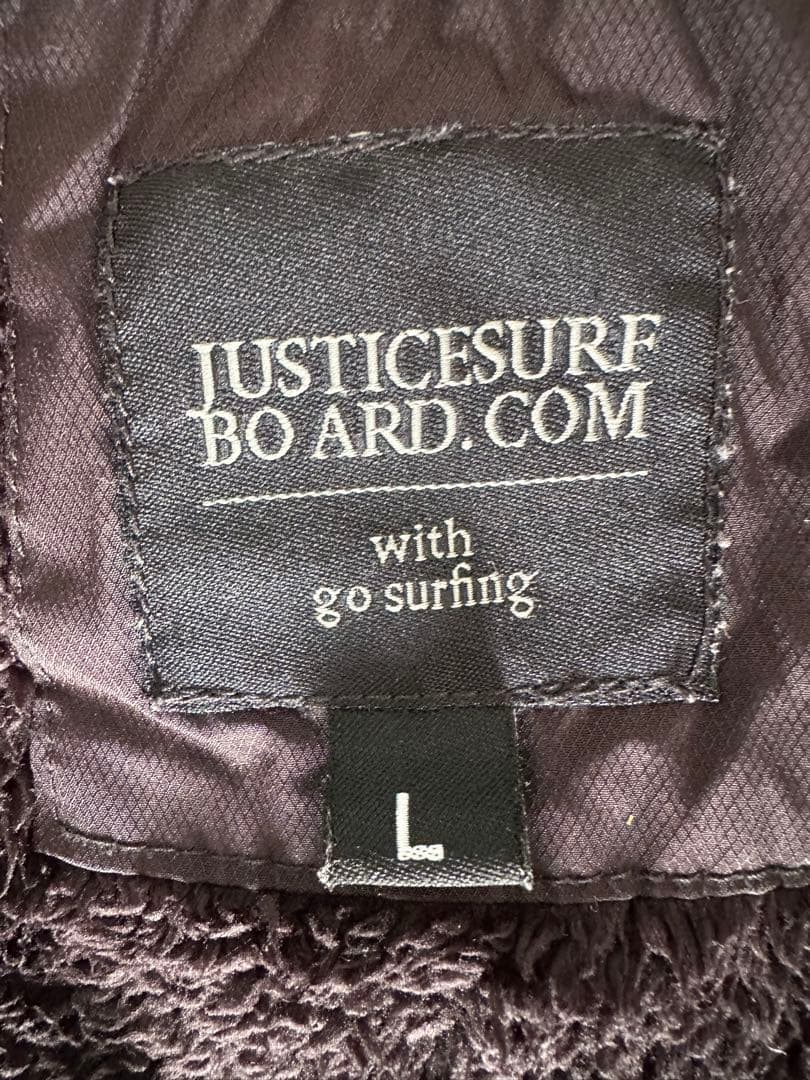 JUSTICESURF
BO ARD.COM
with
go surfing
L